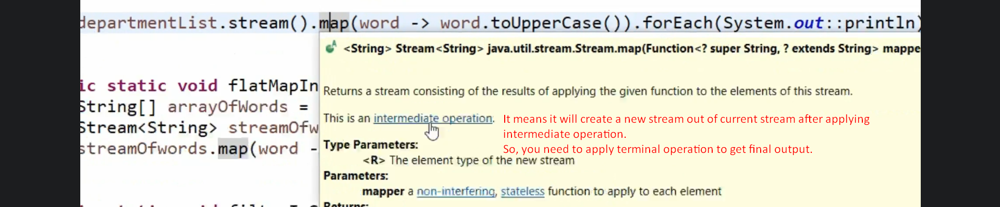 departmentList.stream().map(word -> word.toUpperCase()).forEach(System.out::println)
<String> Stream<String> java.util.stream.Stream.map(Function<? super String, ? extends String> mappe
ic static void flatMapIn
Returns a stream consisting of the results of applying the given function to the elements of this stream.
String[] arrayOfWords =
This is an intermediate operation. It means it will create a new stream out of current stream after applying
Stream<String> streamOfw
intermediate operation.
Type Parameters:
streamOfwords.map(word -
So, you need to apply terminal operation to get final output.
<R> The element type of the new stream
Parameters:
mapper a non-interfering, stateless function to apply to each element
Returns: